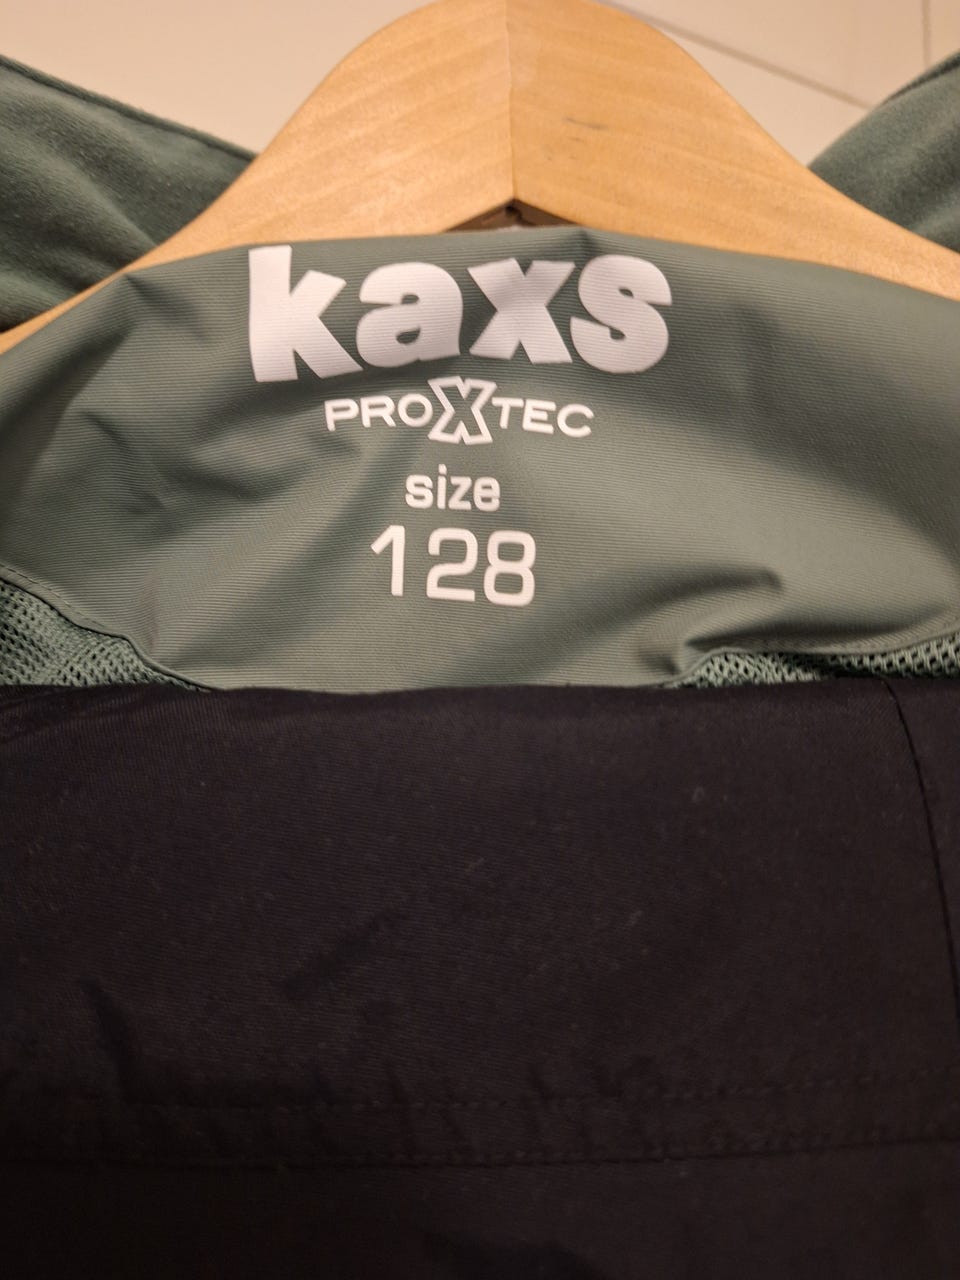 kaxs
PROXTEC
size
128